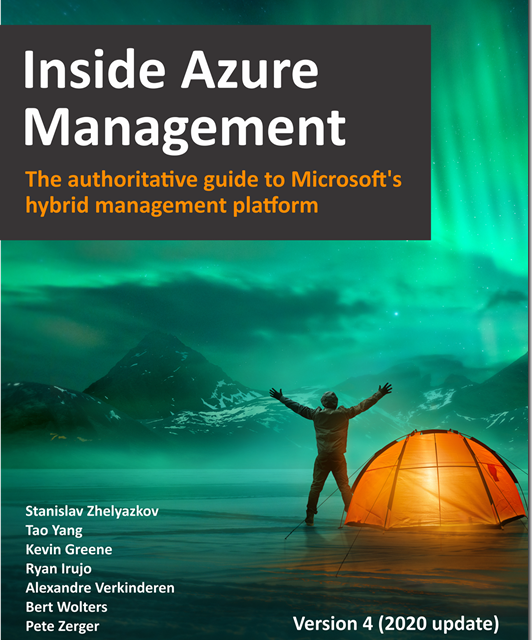 Inside Azure
Management
The authoritative guide to Microsoft's
hybrid management platform
Stanislav Zhelyazkov
Tao Yang
Kevin Greene
Ryan Irujo
Alexandre Verkinderen
Bert Wolters
Pete Zerger
Version 4 (2020 update)